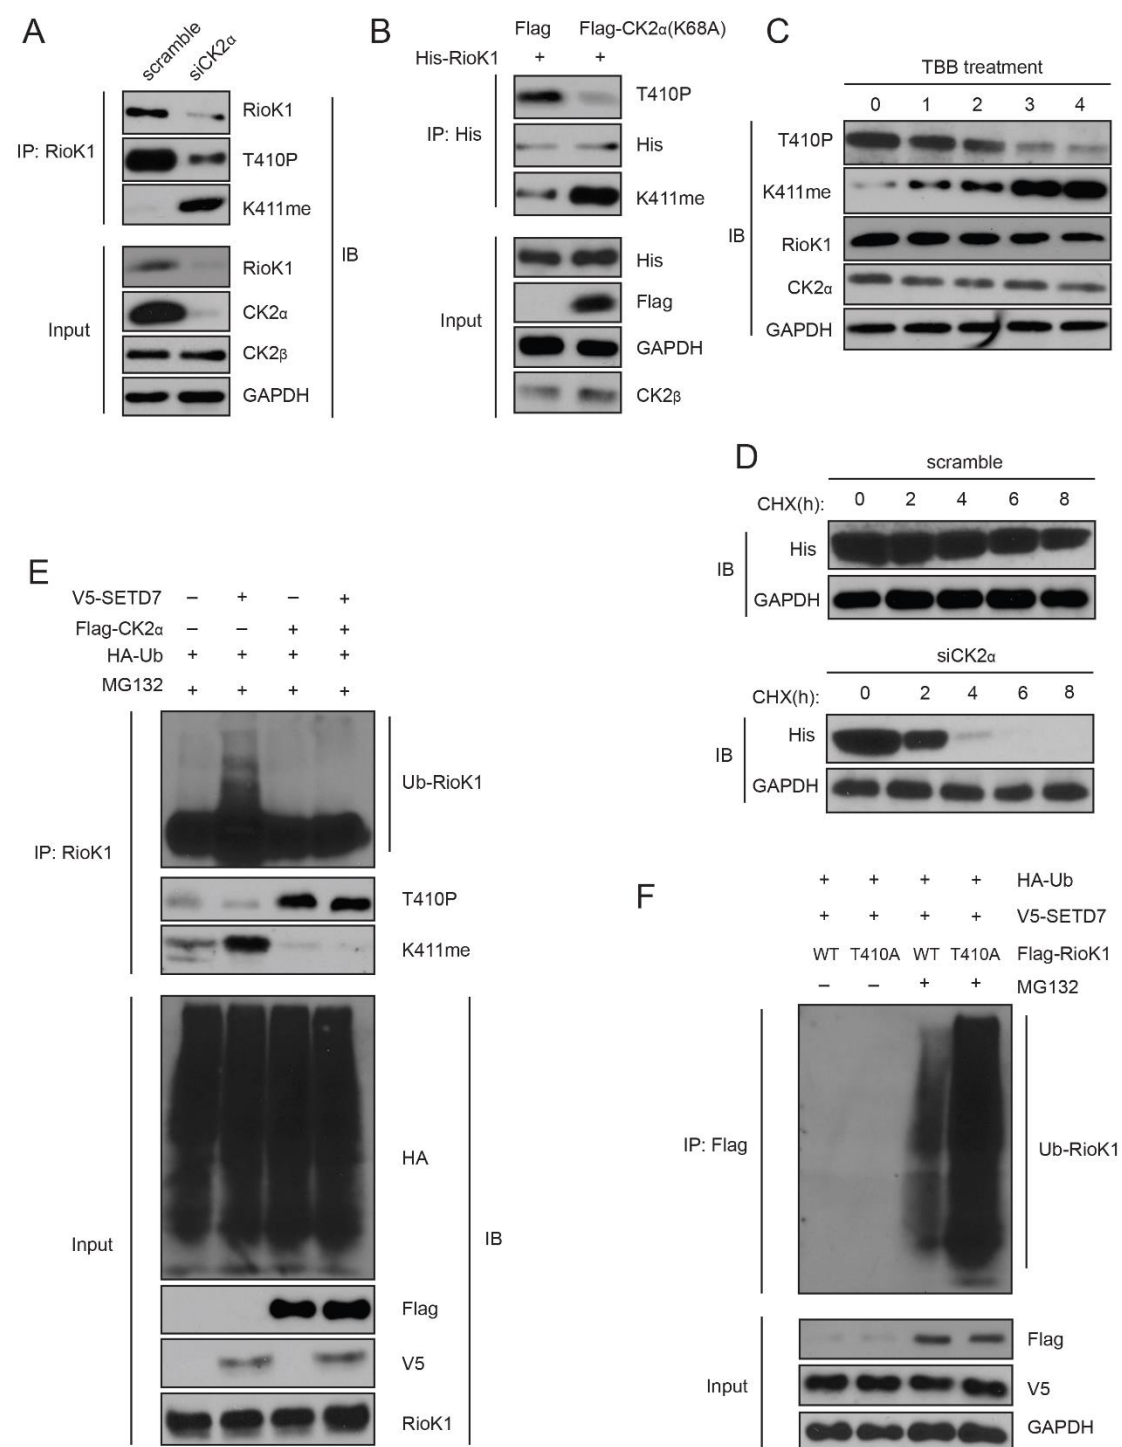 A
scramble
siCK2α
IP: RioK1
RioK1
T410P
K411me
Input
RioK1
CK2α
CK2β
GAPDH
IB
B
Flag Flag-CK2α(K68A)
His-RioK1 + +
IP: His
T410P
His
K411me
Input
His
Flag
GAPDH
CK2β
C
TBB treatment
0 1 2 3 4
IB
T410P
K411me
RioK1
CK2α
GAPDH
D
scramble
CHX(h): 0 2 4 6 8
IB
His
GAPDH
siCK2α
CHX(h): 0 2 4 6 8
IB
His
GAPDH
E
V5-SETD7 – + – +
Flag-CK2α – – + +
HA-Ub + + + +
MG132 + + + +
IP: RioK1
Ub-RioK1
T410P
K411me
Input
HA
Flag
V5
RioK1
IB
F
+ + + + HA-Ub
+ + + + V5-SETD7
WT T410A WT T410A Flag-RioK1
– – + + MG132
IP: Flag
Ub-RioK1
Input
Flag
V5
GAPDH